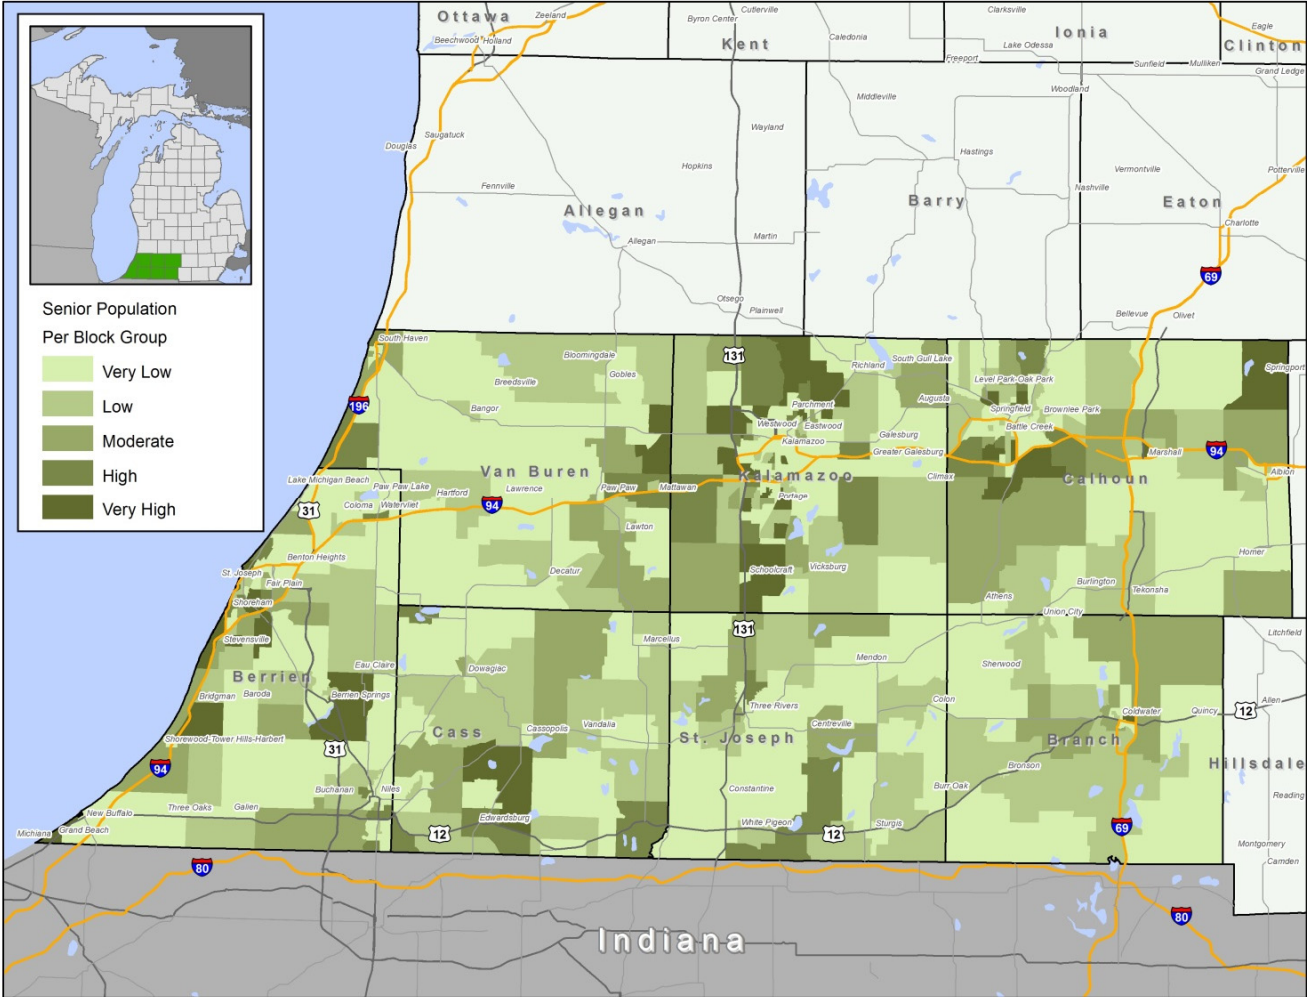 Ottawa
Zeeland
Beechwood Holland
Cutlerville
Byron Center
Kent
Caledonia
Clarksville
Lake Odessa
Ionia
Freeport
Eagle
Clinton
Sunfield
Mulliken
Grand Ledge
Middleville
Woodland
Saugatuck
Douglas
Wayland
Hopkins
Hastings
Nashville
Vermontville
Potterville
Fennville
Allegan
Barry
Eaton
Charlotte
Allegan
Martin
69
Otsego
Plainwell
Bellevue
Olivet
Senior Population
Per Block Group
Very Low
Low
Moderate
High
Very High
South Haven
Bloomingdale
Gobles
Breedsville
Bangor
196
131
Richland
South Gull Lake
Parchment
Augusta
Westwood
Eastwood
Kalamazoo
Galesburg
Greater Galesburg
Level Park-Oak Park
Springfield
Brownlee Park
Battle Creek
Springport
Marshall
94
Albion
Lake Michigan Beach
Van Buren
Kalamazoo
Climax
Calhoun
Paw Paw Lake
Hartford
Lawrence
Paw Paw
Mattawan
Portage
31
Coloma
Watervliet
94
Lawton
Benton Heights
Decatur
Schoolcraft
Vicksburg
Homer
St. Joseph
Fair Plain
Shoreham
Stevensville
Athens
Burlington
Tekonsha
Union City
131
Marcellus
Litchfield
Berrien
Eau Claire
Dowagiac
Mendon
Sherwood
Bridgman
Baroda
Berrien Springs
Three Rivers
Colon
Coldwater
Quincy
12
Allen
Shorewood-Tower Hills-Harbert
31
Cass
Cassopolis
Vandalia
St. Joseph
Centreville
Branch
Hillsdale
94
Bronson
Buchanan
Niles
Constantine
Burr Oak
Reading
New Buffalo
Three Oaks
Galien
Michiana
Grand Beach
12
Edwardsburg
White Pigeon
12
Sturgis
69
Montgomery
Camden
80
80
Indiana